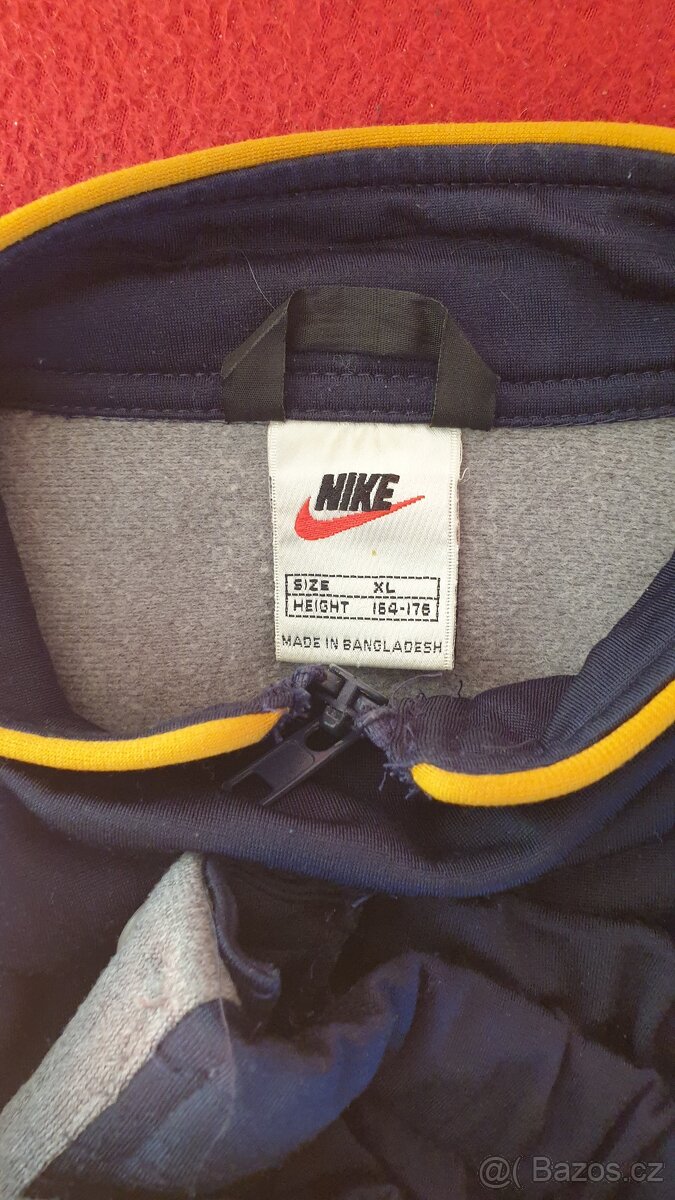 NIKE
SIZE XL
HEIGHT 164-176
MADE IN BANGLADESH
@( Bazos.cz